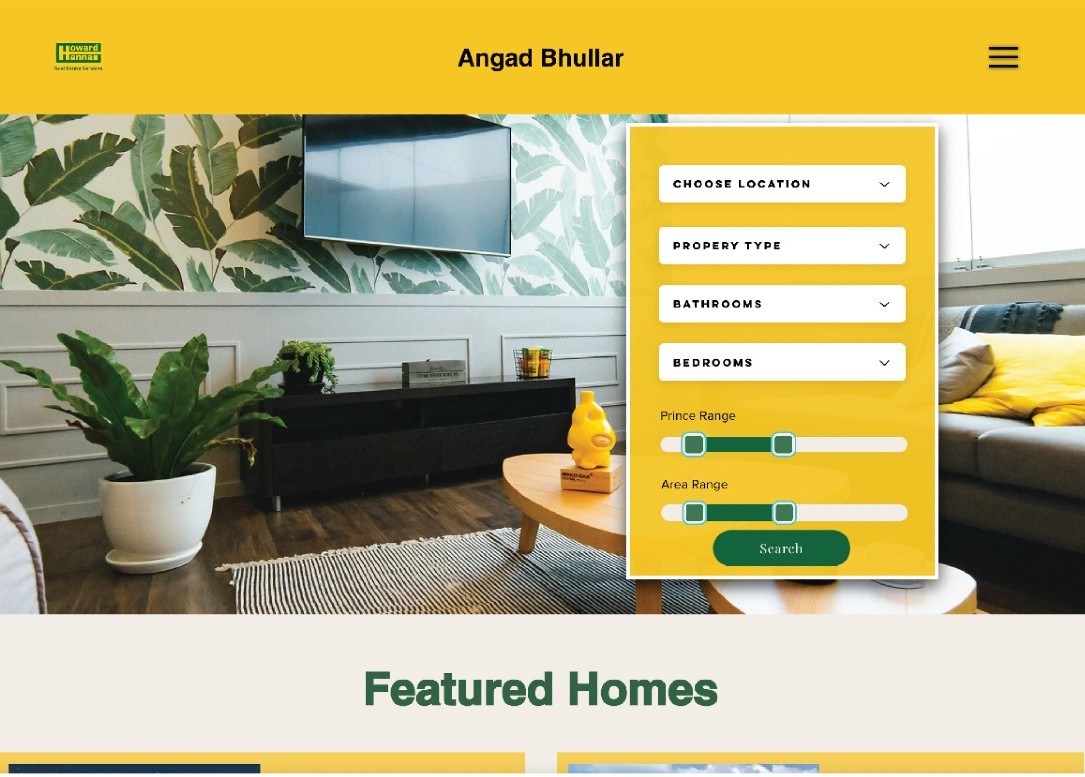 Howard
Hanna
Real Estate Services
Angad Bhullar
CHOOSE LOCATION
PROPERY TYPE
BATHROOMS
BEDROOMS
Prince Range
Area Range
Search
Featured Homes